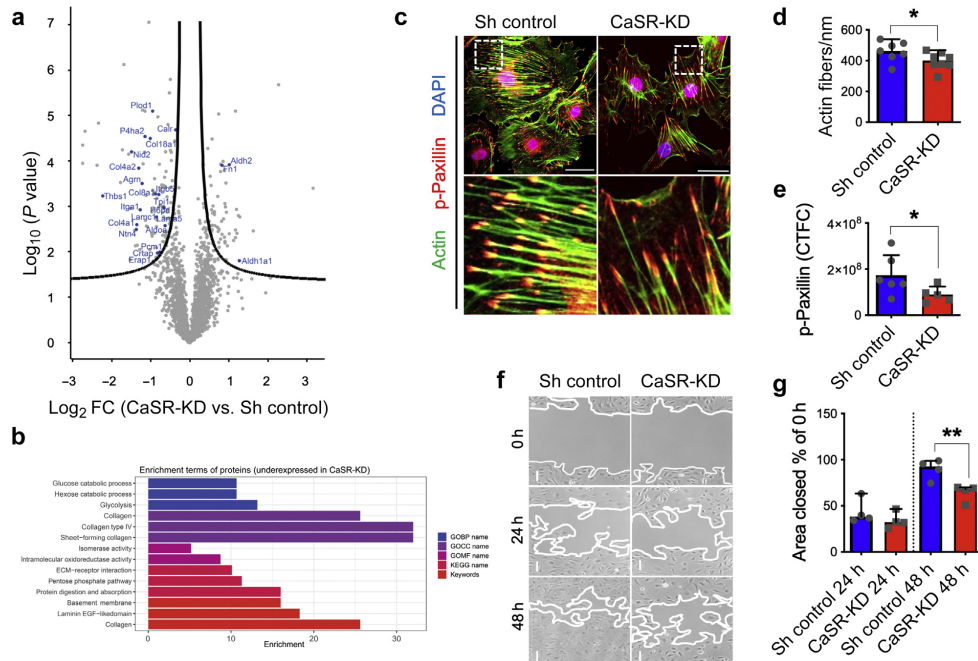 a
7
6
5
4
3
2
1
0
Log10 (P value)
Plod1
P4ha2
Calr
Col18a1
Nid2
Col4a2
Aldh2
Agrn
Col8a1
Thbs1
Itga1
Lamc1
Lama5
Col4a1
Aldoa
Ntn4
Pcm1
Crtap
Erap1
Aldh1a1
−3
−2
−1
0
1
2
3
Log2 FC (CaSR-KD vs. Sh control)
b
Enrichment terms of proteins (underexpressed in CaSR-KD)
Glucose catabolic process
Hexose catabolic process
Glycolysis
Collagen
Collagen type IV
Sheet-forming collagen
Isomerase activity
Intramolecular oxidoreductase activity
ECM-receptor interaction
Pentose phosphate pathway
Protein digestion and absorption
Basement membrane
Laminin EGF-likedomain
Collagen
0
10
20
30
Enrichment
GOBP name
GOCC name
GOMF name
KEGG name
Keywords
c
Sh control
CaSR-KD
Actin p-Paxillin DAPI
d
Actin fibers/nm
600
400
200
0
*
Sh control
CaSR-KD
e
p-Paxillin (CTFC)
4×10⁸
2×10⁸
0
*
Sh control
CaSR-KD
f
Sh control
CaSR-KD
0 h
24 h
48 h
g
Area closed % of 0 h
150
100
50
0
**
Sh control 24 h
CaSR-KD 24 h
Sh control 48 h
CaSR-KD 48 h